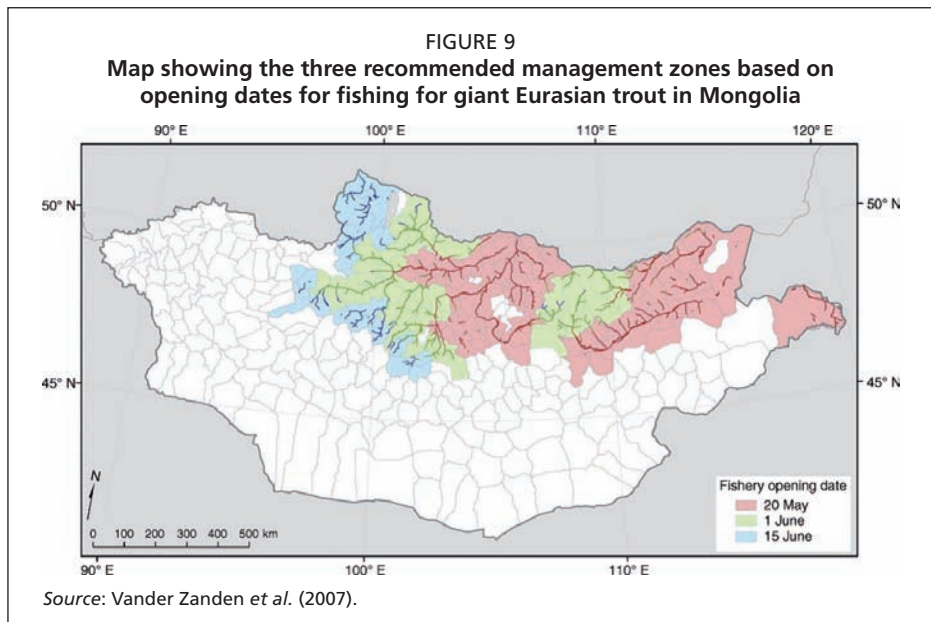 FIGURE 9
Map showing the three recommended management zones based on
opening dates for fishing for giant Eurasian trout in Mongolia
90° E 100° E 110° E 120° E
50° N 50° N
45° N 45° N
N
0 100 200 300 400 500 km
Fishery opening date
20 May
1 June
15 June
90° E 100° E 110° E
Source: Vander Zanden et al. (2007).